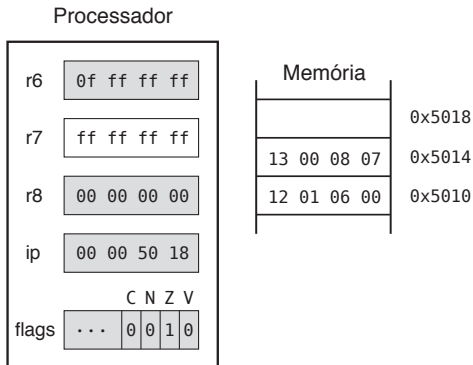 Processador
r6 0f ff ff ff
r7 ff ff ff ff
r8 00 00 00 00
ip 00 00 50 18
C N Z V
flags ··· 0 0 1 0
Memória
0x5018
13 00 08 07 0x5014
12 01 06 00 0x5010